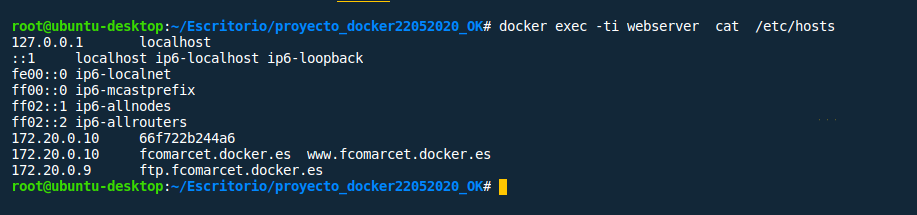 root@ubuntu-desktop:~/Escritorio/proyecto_docker22052020_OK# docker exec -ti webserver  cat  /etc/hosts
127.0.0.1       localhost
::1     localhost ip6-localhost ip6-loopback
fe00::0 ip6-localnet
ff00::0 ip6-mcastprefix
ff02::1 ip6-allnodes
ff02::2 ip6-allrouters
172.20.0.10     66f722b244a6
172.20.0.10     fcomarcet.docker.es  www.fcomarcet.docker.es
172.20.0.9      ftp.fcomarcet.docker.es
root@ubuntu-desktop:~/Escritorio/proyecto_docker22052020_OK#